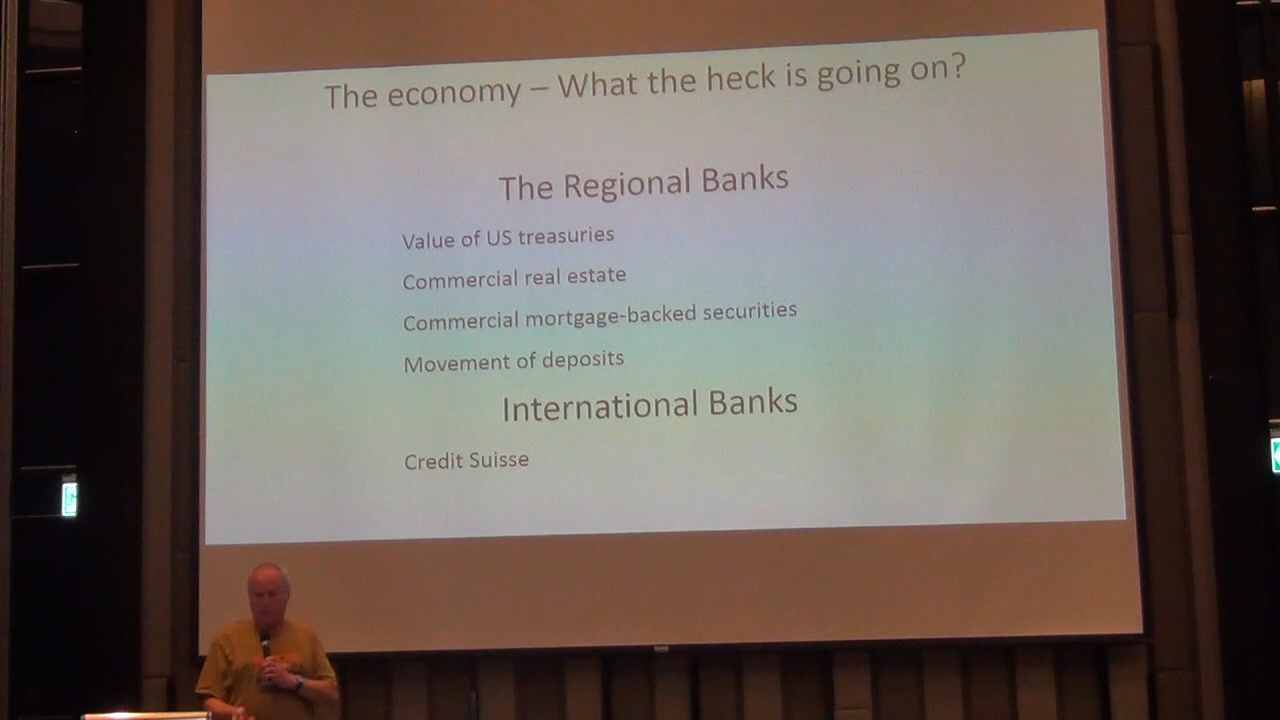 The economy – What the heck is going on?
The Regional Banks
Value of US treasuries
Commercial real estate
Commercial mortgage-backed securities
Movement of deposits
International Banks
Credit Suisse